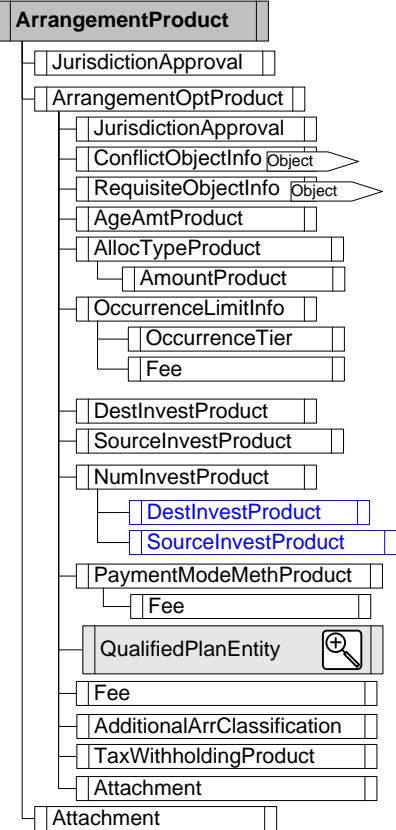 ArrangementProduct
JurisdictionApproval
ArrangementOptProduct
JurisdictionApproval
ConflictObjectInfo Object
RequisiteObjectInfo Object
AgeAmtProduct
AllocTypeProduct
AmountProduct
OccurrenceLimitInfo
OccurrenceTier
Fee
DestInvestProduct
SourceInvestProduct
NumInvestProduct
DestInvestProduct
SourceInvestProduct
PaymentModeMethProduct
Fee
QualifiedPlanEntity
Fee
AdditionalArrClassification
TaxWithholdingProduct
Attachment
Attachment